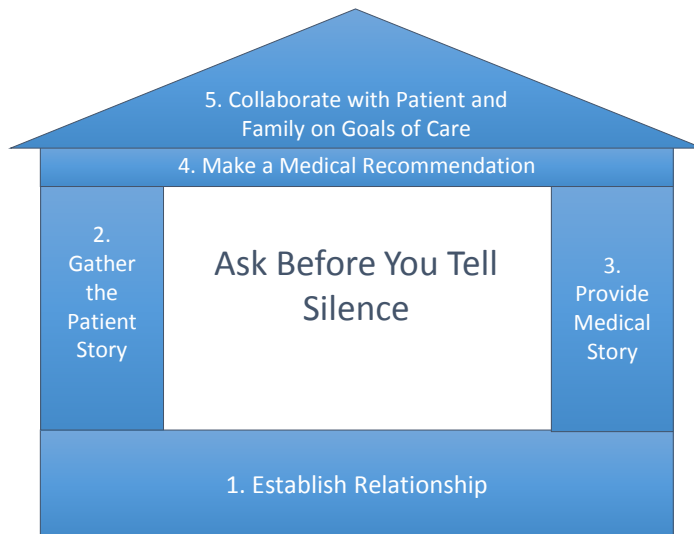 5. Collaborate with Patient and
Family on Goals of Care
4. Make a Medical Recommendation
2.
Gather
the
Patient
Story
Ask Before You Tell
Silence
3.
Provide
Medical
Story
1. Establish Relationship